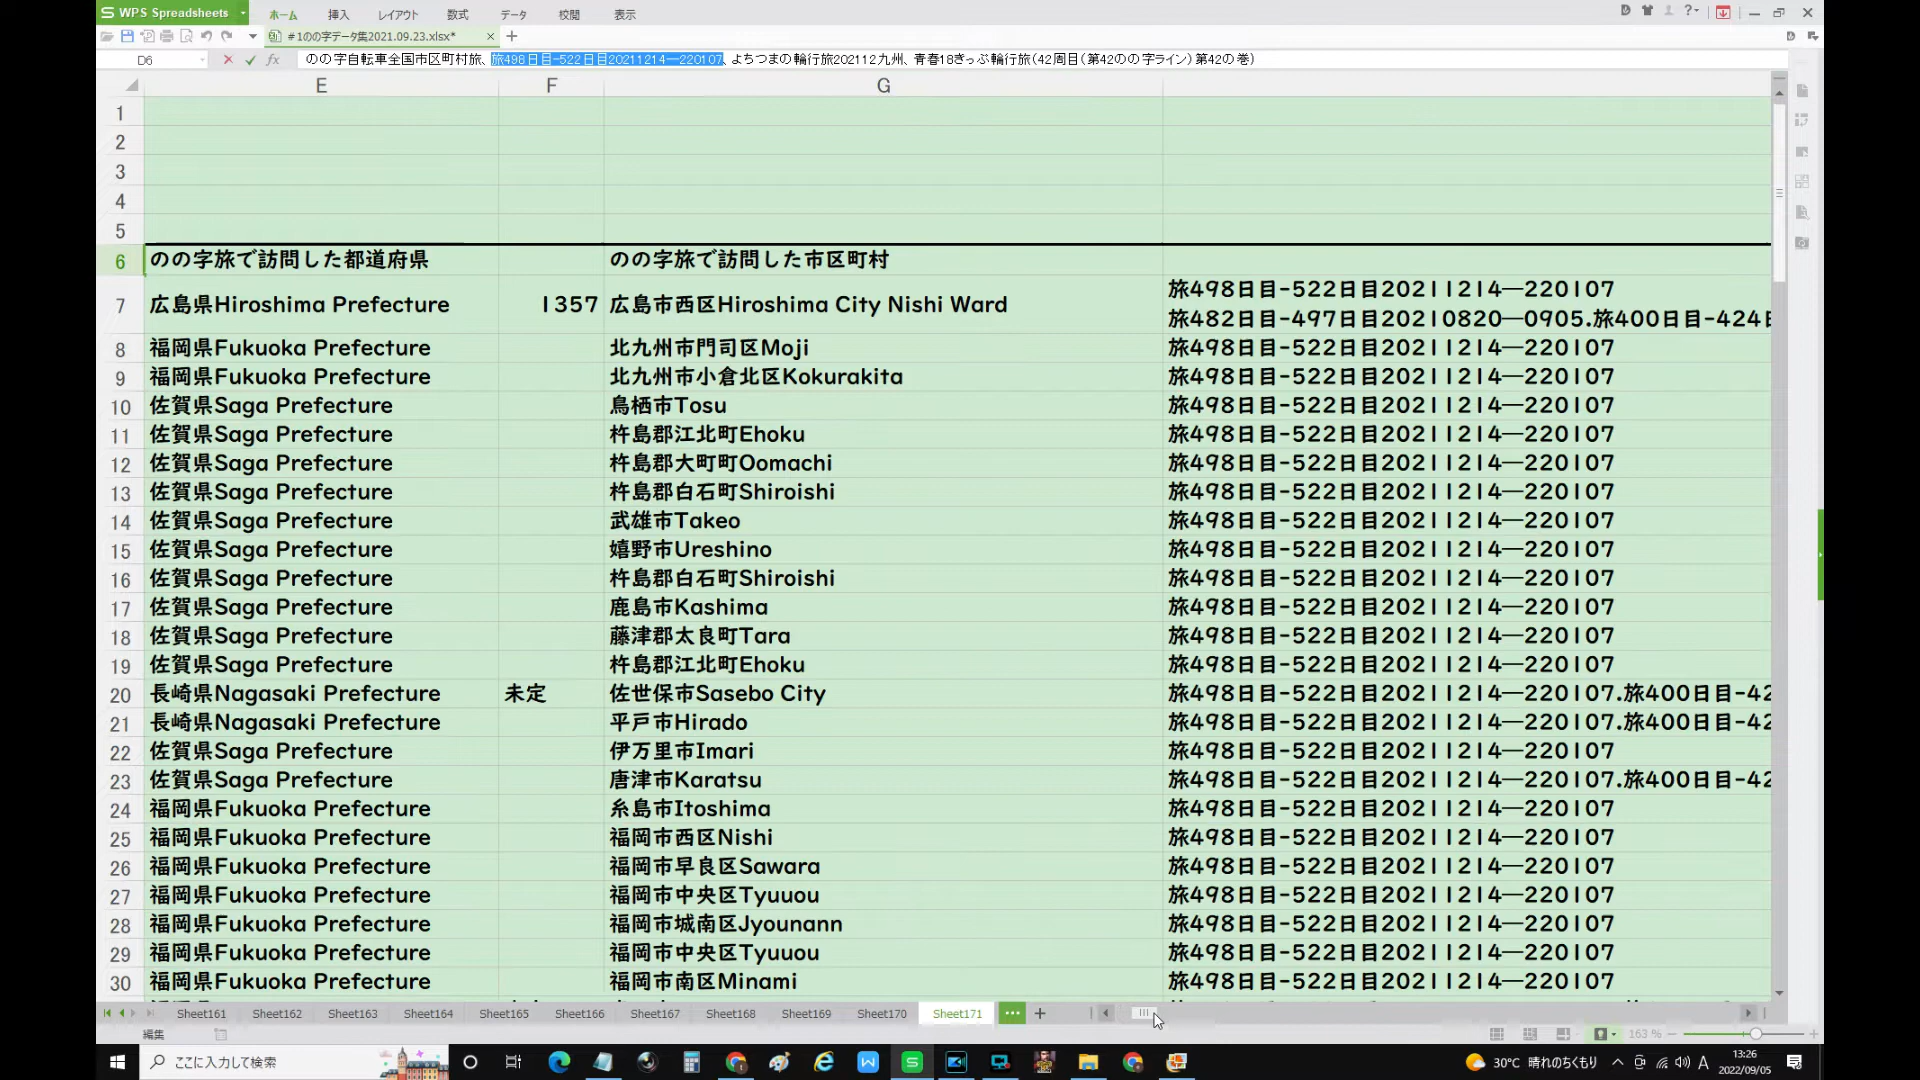 WPS Spreadsheets
ホーム 挿入 レイアウト 数式 データ 校閲 表示
#1のの字データ集2021.09.23.xlsx*
D6
fx
のの字自転車全国市区町村旅、旅498日目-522日目20211214―220107、よちつまの輪行旅202112九州、青春18きっぷ輪行旅(42周目(第42のの字ライン)第42の巻)
E F G
1
2
3
4
5
6 のの字旅で訪問した都道府県 のの字旅で訪問した市区町村
旅498日目-522日目20211214―220107
7 広島県Hiroshima Prefecture 1357 広島市西区Hiroshima City Nishi Ward
旅482日目-497日目20210820―0905.旅400日目-424日
8 福岡県Fukuoka Prefecture 北九州市門司区Moji 旅498日目-522日目20211214―220107
9 福岡県Fukuoka Prefecture 北九州市小倉北区Kokurakita 旅498日目-522日目20211214―220107
10 佐賀県Saga Prefecture 鳥栖市Tosu 旅498日目-522日目20211214―220107
11 佐賀県Saga Prefecture 杵島郡江北町Ehoku 旅498日目-522日目20211214―220107
12 佐賀県Saga Prefecture 杵島郡大町町Oomachi 旅498日目-522日目20211214―220107
13 佐賀県Saga Prefecture 杵島郡白石町Shiroishi 旅498日目-522日目20211214―220107
14 佐賀県Saga Prefecture 武雄市Takeo 旅498日目-522日目20211214―220107
15 佐賀県Saga Prefecture 嬉野市Ureshino 旅498日目-522日目20211214―220107
16 佐賀県Saga Prefecture 杵島郡白石町Shiroishi 旅498日目-522日目20211214―220107
17 佐賀県Saga Prefecture 鹿島市Kashima 旅498日目-522日目20211214―220107
18 佐賀県Saga Prefecture 藤津郡太良町Tara 旅498日目-522日目20211214―220107
19 佐賀県Saga Prefecture 杵島郡江北町Ehoku 旅498日目-522日目20211214―220107
20 長崎県Nagasaki Prefecture 未定 佐世保市Sasebo City 旅498日目-522日目20211214―220107.旅400日目-42
21 長崎県Nagasaki Prefecture 平戸市Hirado 旅498日目-522日目20211214―220107.旅400日目-42
22 佐賀県Saga Prefecture 伊万里市Imari 旅498日目-522日目20211214―220107
23 佐賀県Saga Prefecture 唐津市Karatsu 旅498日目-522日目20211214―220107.旅400日目-42
24 福岡県Fukuoka Prefecture 糸島市Itoshima 旅498日目-522日目20211214―220107
25 福岡県Fukuoka Prefecture 福岡市西区Nishi 旅498日目-522日目20211214―220107
26 福岡県Fukuoka Prefecture 福岡市早良区Sawara 旅498日目-522日目20211214―220107
27 福岡県Fukuoka Prefecture 福岡市中央区Tyuuou 旅498日目-522日目20211214―220107
28 福岡県Fukuoka Prefecture 福岡市城南区Jyounann 旅498日目-522日目20211214―220107
29 福岡県Fukuoka Prefecture 福岡市中央区Tyuuou 旅498日目-522日目20211214―220107
30 福岡県Fukuoka Prefecture 福岡市南区Minami 旅498日目-522日目20211214―220107
Sheet161 Sheet162 Sheet163 Sheet164 Sheet165 Sheet166 Sheet167 Sheet168 Sheet169 Sheet170 Sheet171
編集 163 %
ここに入力して検索 30°C 晴れのちくもり A 13:26
2022/09/05